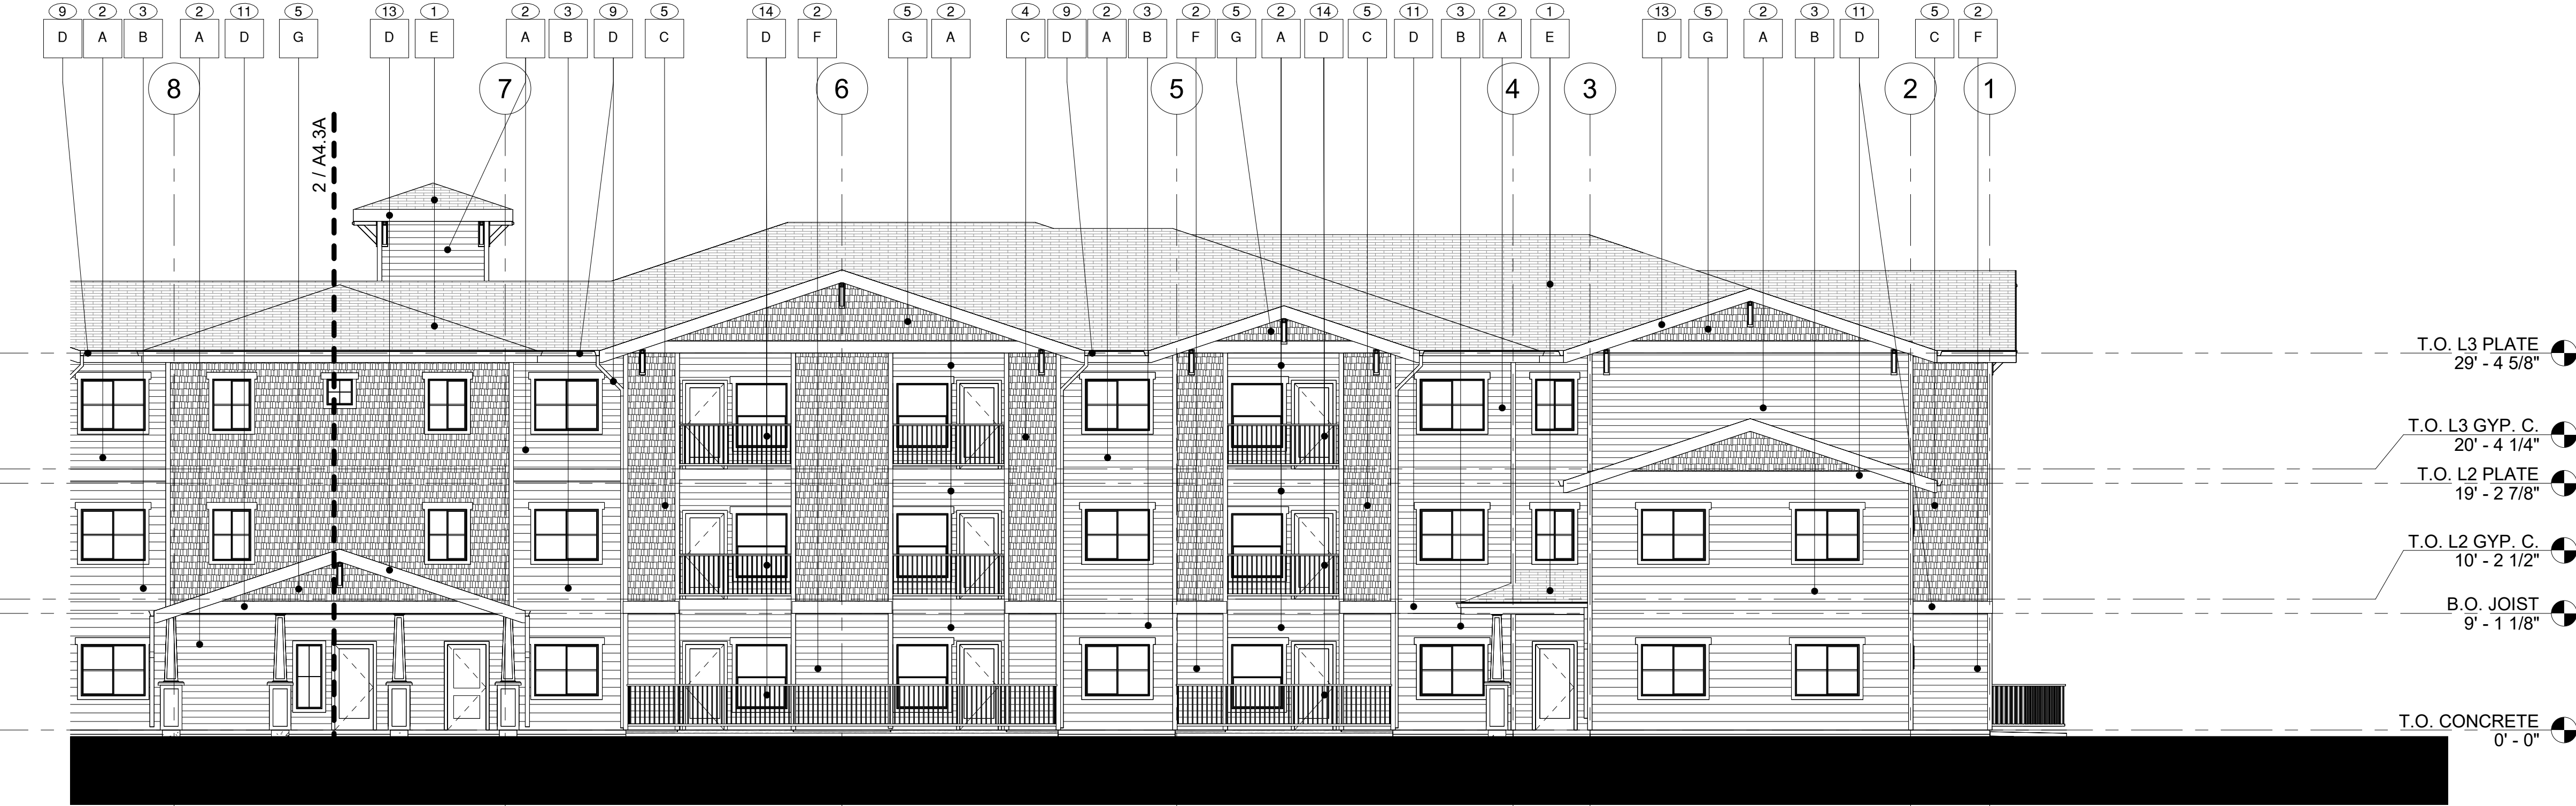 9 2 3 2 11 5 13 1 2 3 9 5 14 2 5 2 4 9 2 3 2 5 2 14 5 11 3 2 1 13 5 2 3 11 5 2
D A B A D G D E A B D C D F G A C D A B F G A D C D B A E D G A B D C F
8 7 6 5 4 3 2 1
2 / A4.3A
T.O. L3 PLATE
29' - 4 5/8"
T.O. L3 GYP. C.
20' - 4 1/4"
T.O. L2 PLATE
19' - 2 7/8"
T.O. L2 GYP. C.
10' - 2 1/2"
B.O. JOIST
9' - 1 1/8"
T.O. CONCRETE
0' - 0"